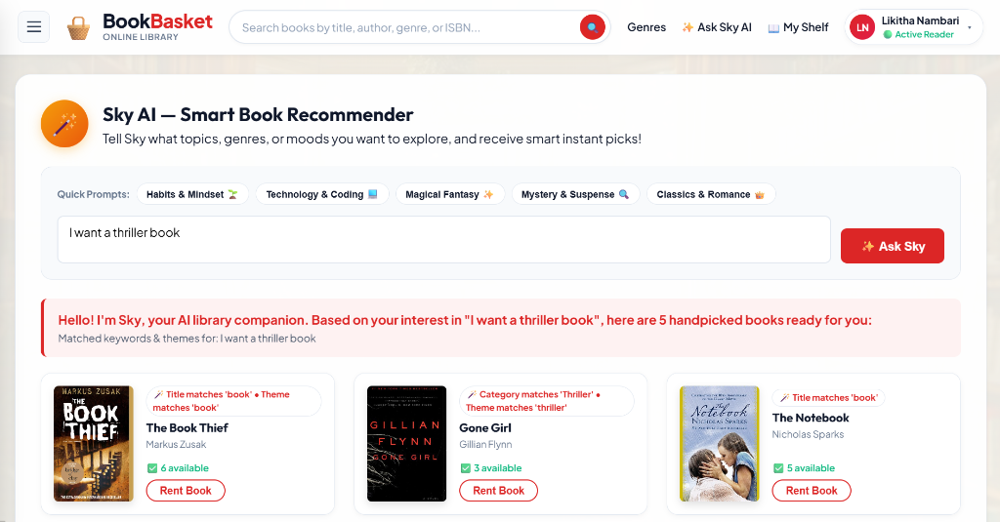 BookBasket
ONLINE LIBRARY
Search books by title, author, genre, or ISBN...
Genres
Ask Sky AI
My Shelf
LN
Likitha Nambari
Active Reader
Sky AI — Smart Book Recommender
Tell Sky what topics, genres, or moods you want to explore, and receive smart instant picks!
Quick Prompts:
Habits & Mindset
Technology & Coding
Magical Fantasy
Mystery & Suspense
Classics & Romance
I want a thriller book
Ask Sky
Hello! I'm Sky, your AI library companion. Based on your interest in "I want a thriller book", here are 5 handpicked books ready for you:
Matched keywords & themes for: I want a thriller book
MARKUS ZUSAK
THE
BOOK
THIEF
Title matches 'book' • Theme
matches 'book'
The Book Thief
Markus Zusak
6 available
Rent Book
GILLIAN
FLYNN
GONE GIRL
Category matches 'Thriller' •
Theme matches 'thriller'
Gone Girl
Gillian Flynn
3 available
Rent Book
The
Notebook
NICHOLAS SPARKS
Title matches 'book'
The Notebook
Nicholas Sparks
5 available
Rent Book